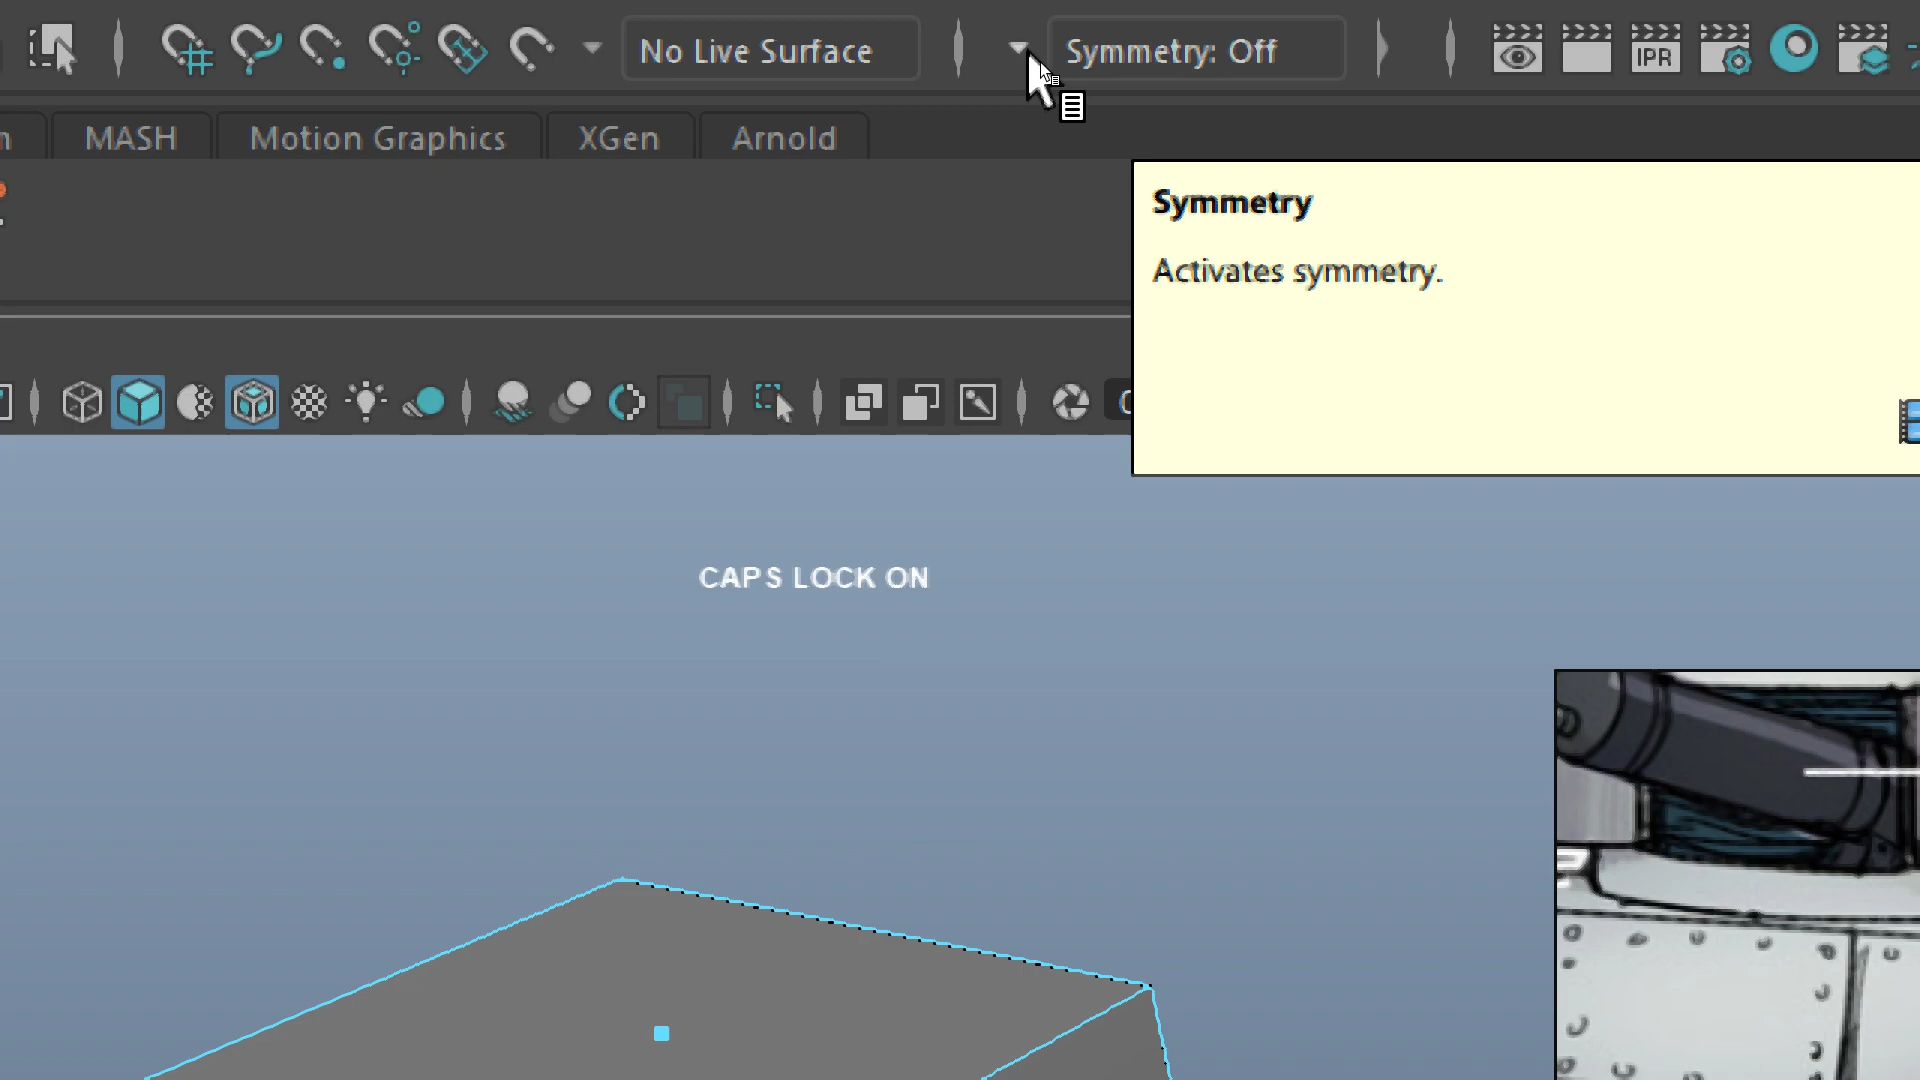 No Live Surface
Symmetry: Off
IPR
MASH
Motion Graphics
XGen
Arnold
Symmetry
Activates symmetry.
CAPS LOCK ON